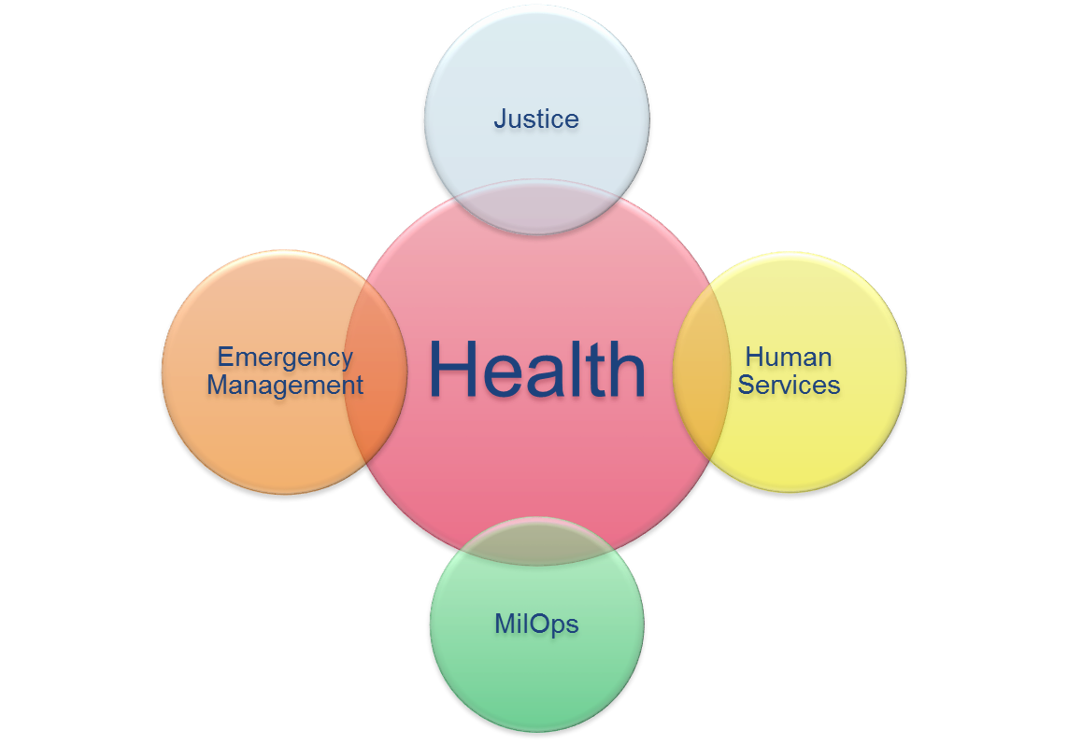 Justice
Emergency
Management
Health
Human
Services
MilOps